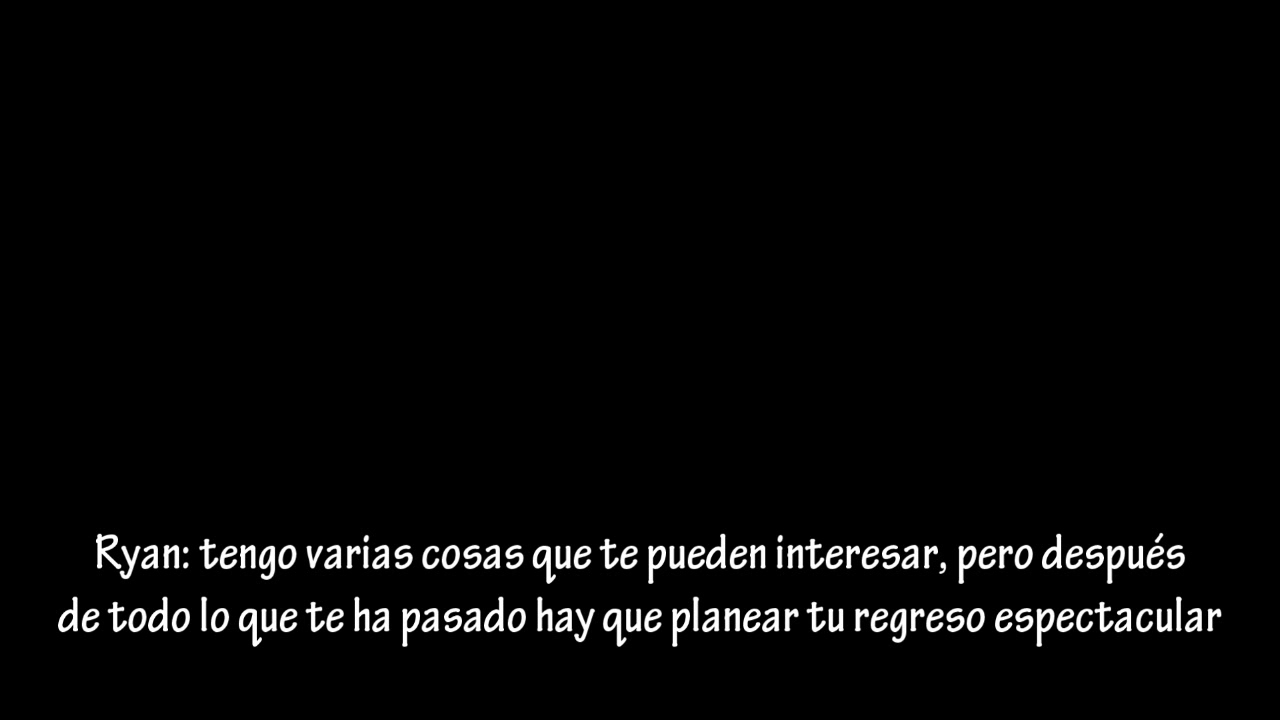 Ryan: tengo varias cosas que te pueden interesar, pero después
de todo lo que te ha pasado hay que planear tu regreso espectacular